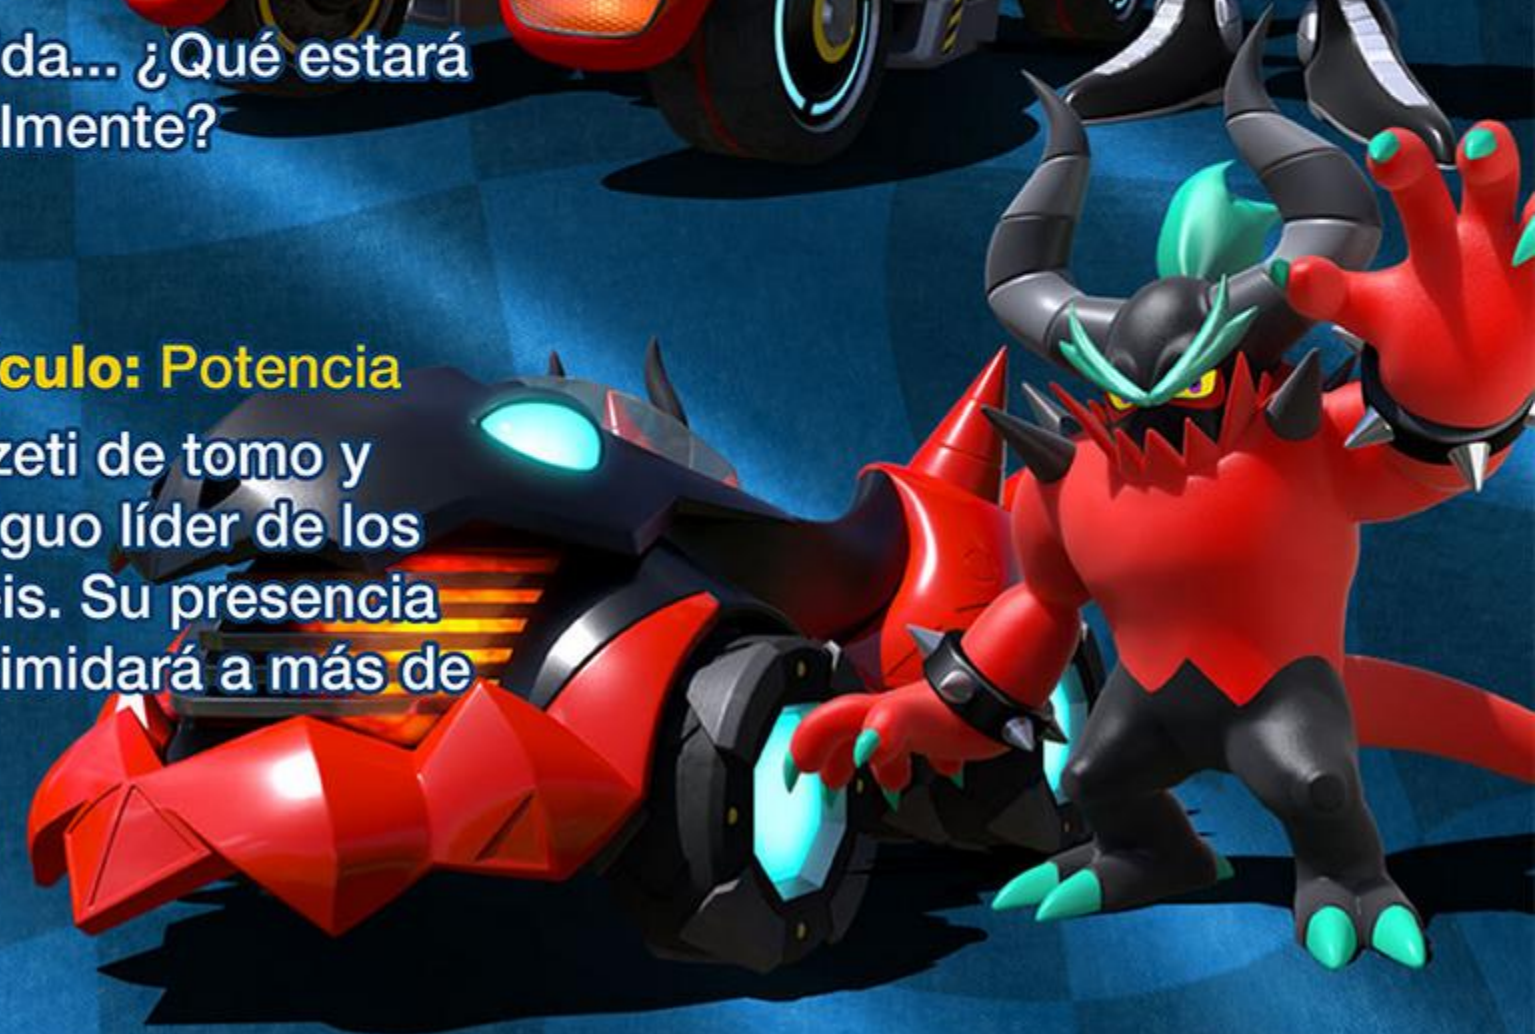 da... ¿Qué estará
lmente?
culo: Potencia
zeti de tomo y
guo líder de los
is. Su presencia
imidará a más de